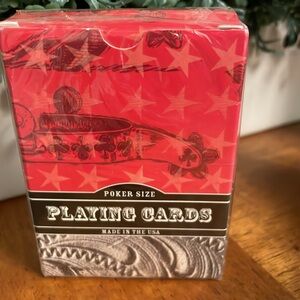 POKER SIZE
PLAYING CARDS
MADE IN THE USA